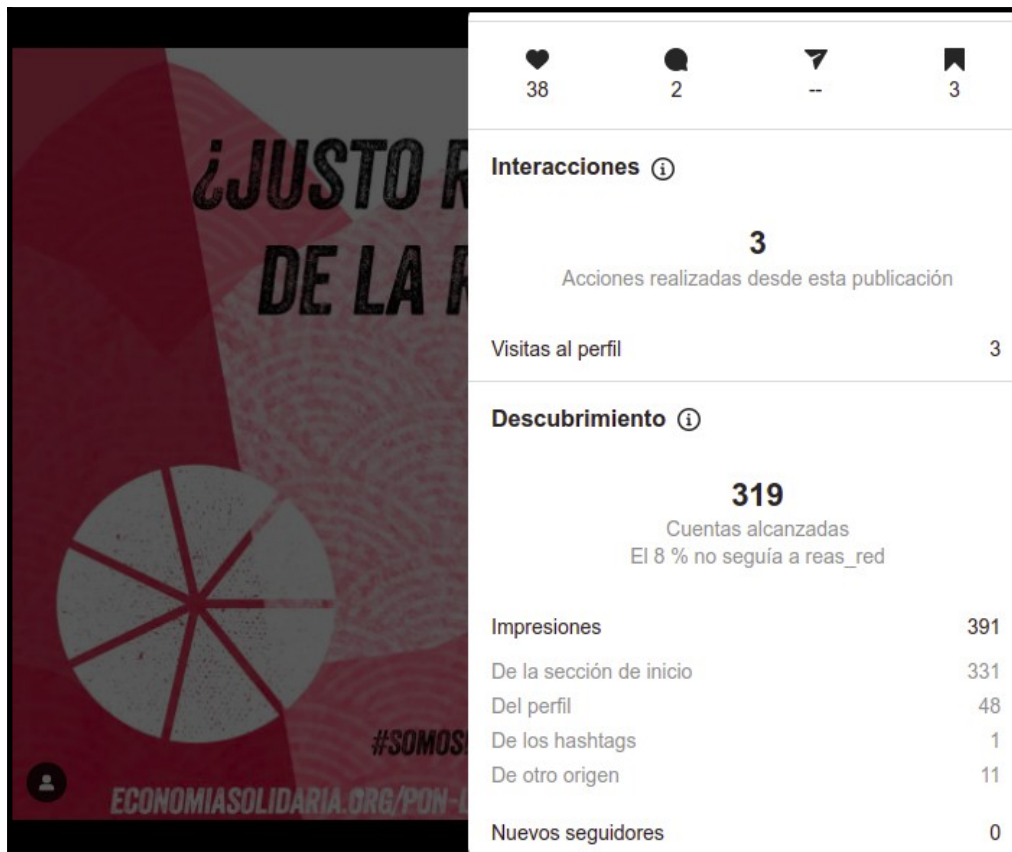 ¿JUSTO
DE LA
#SOMOS
ECONOMIASOLIDARIA.ORG/PON-
38 2 -- 3
Interacciones
3
Acciones realizadas desde esta publicación
Visitas al perfil 3
Descubrimiento
319
Cuentas alcanzadas
El 8 % no seguía a reas_red
Impresiones 391
De la sección de inicio 331
Del perfil 48
De los hashtags 1
De otro origen 11
Nuevos seguidores 0